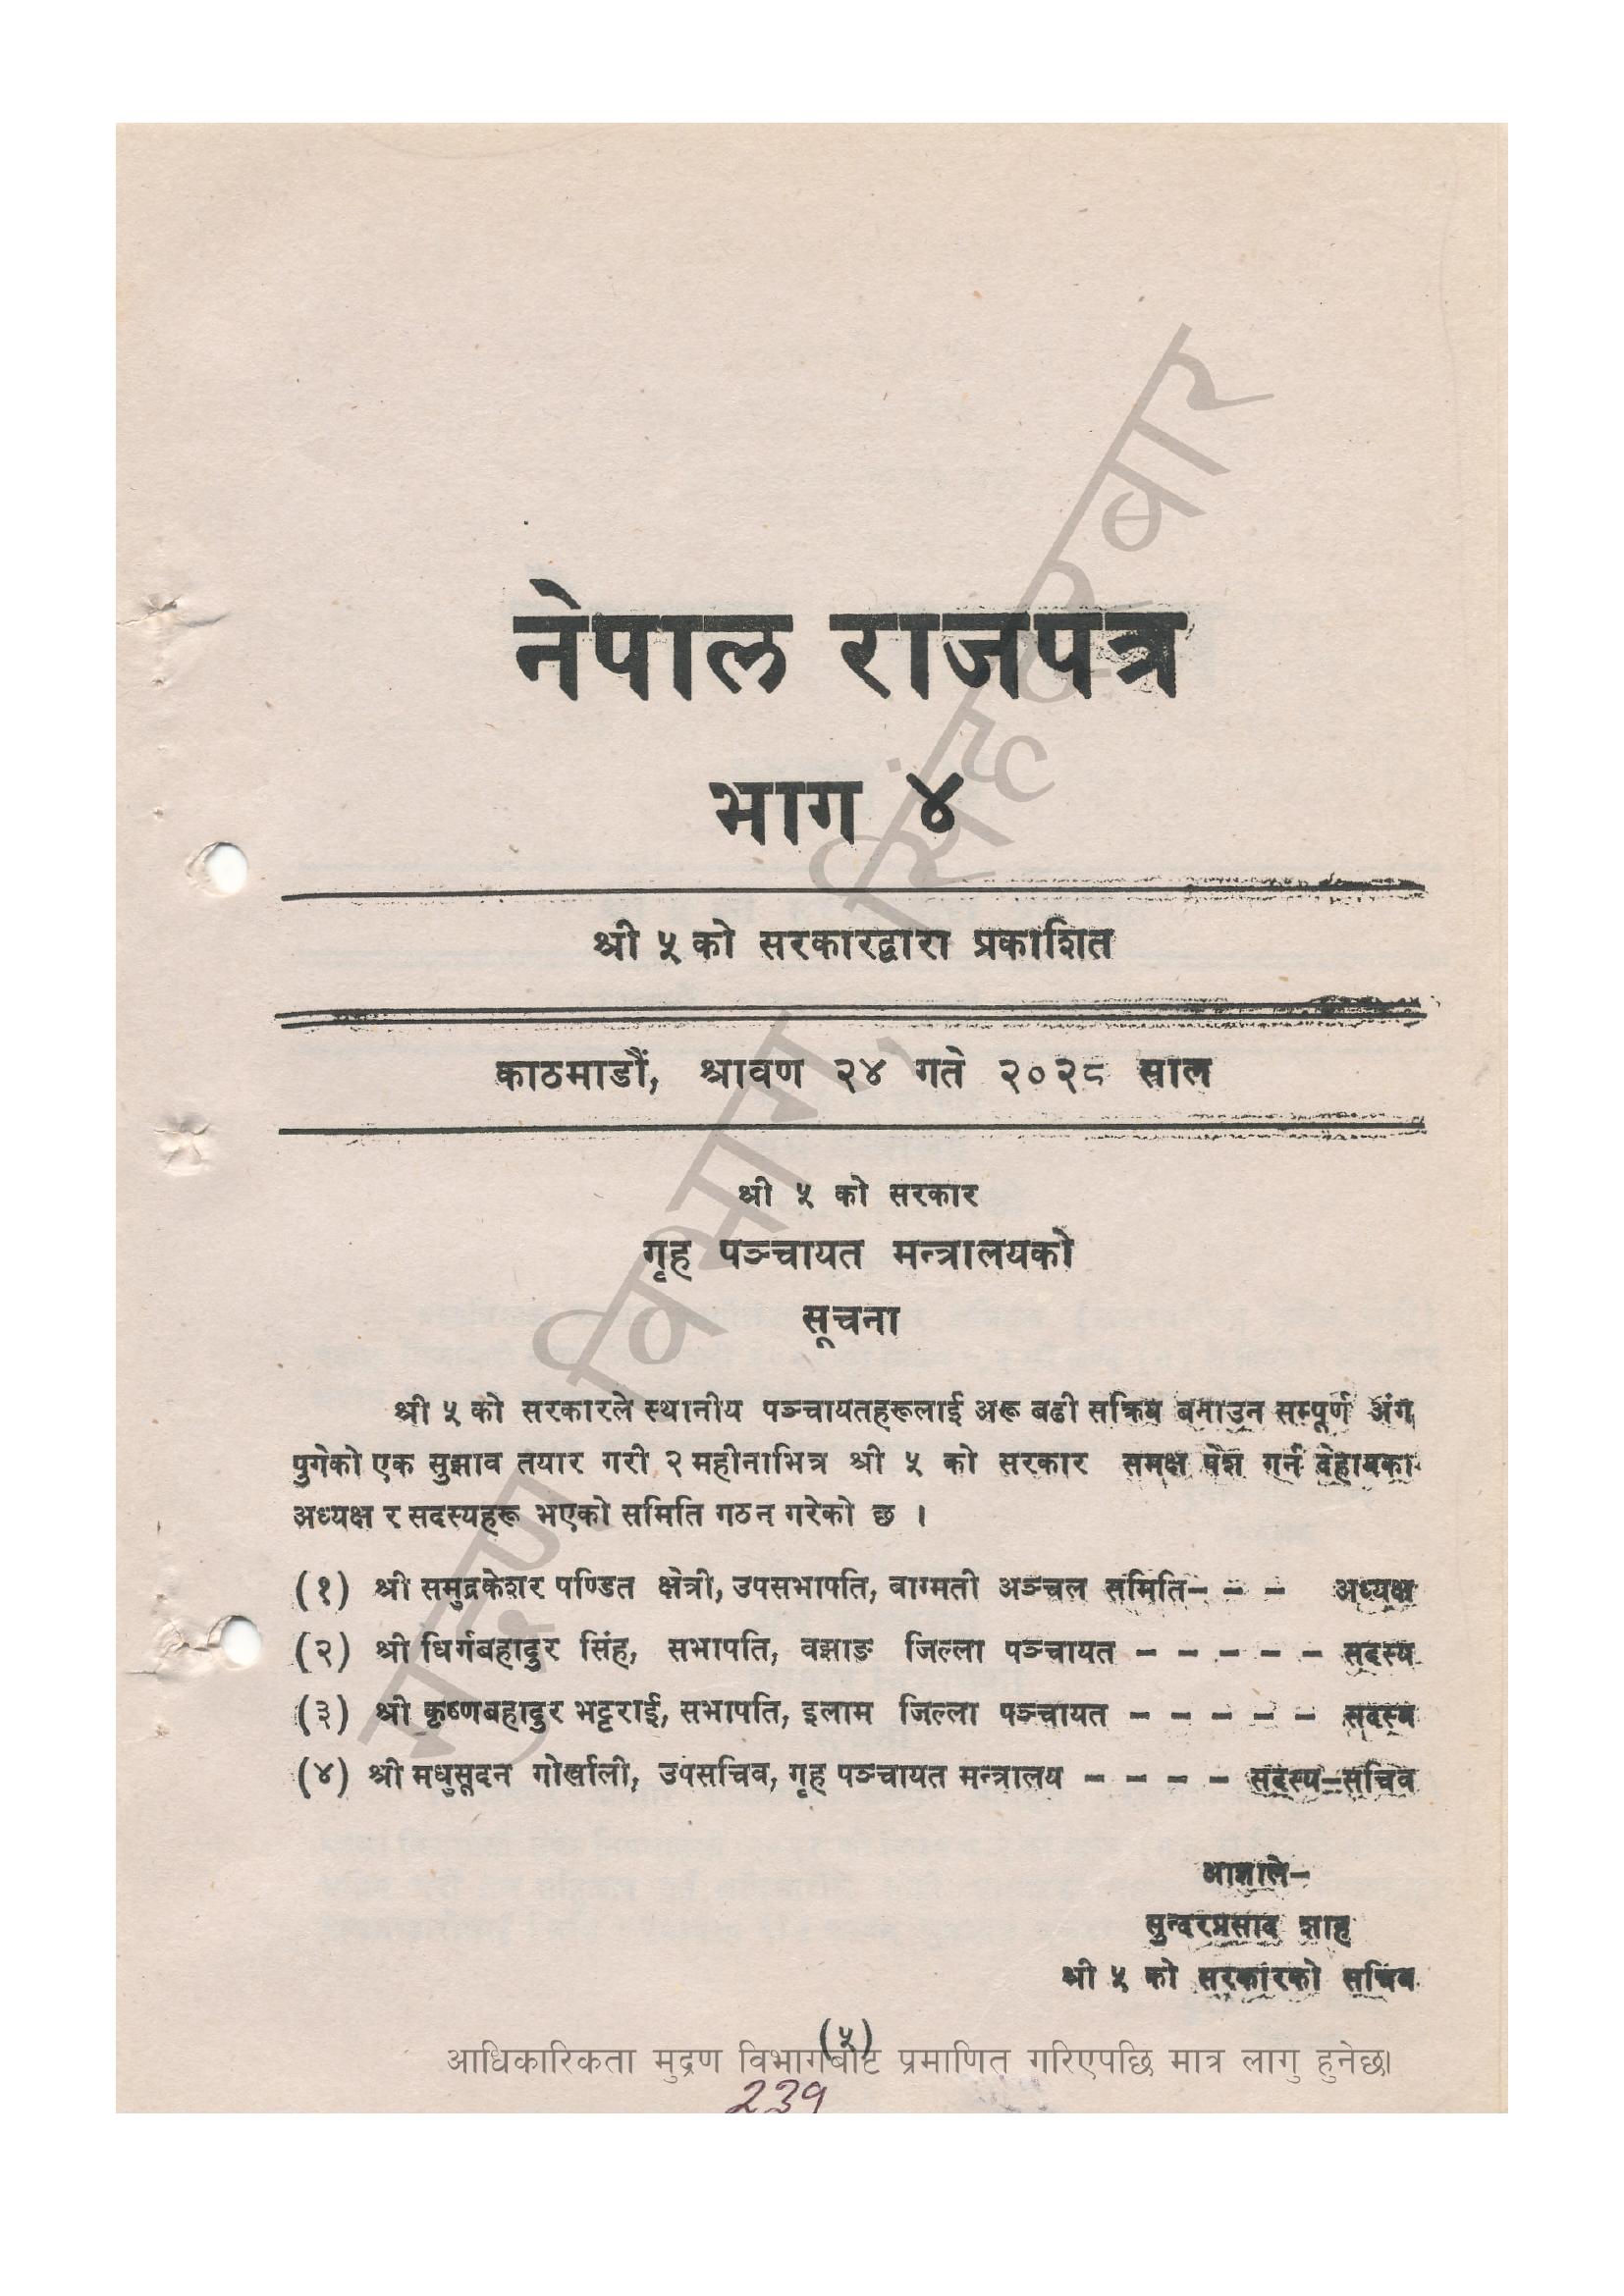 नेपाल राजपत्र
भाग ४
श्री ५ को सरकारद्वारा प्रकाशित
काठमाडौं, श्रावण २४ गते २०२८ साल
श्री ५ को सरकार
गृह पञ्चायत मन्त्रालयको
सूचना
श्री ५ को सरकारले स्थानीय पञ्चायतहरूलाई अरू बढी सक्रिय बनाउन सम्पूर्ण अंग
पुगेको एक सुझाव तयार गरी २ महीनाभित्र श्री ५ को सरकार समक्ष पेश गर्न देहायका
अध्यक्ष र सदस्यहरू भएको समिति गठन गरेको छ ।
(१) श्री समुद्रकेशर पण्डित क्षेत्री, उपसभापति, बाग्मती अञ्चल समिति- - - अध्यक्ष
(२) श्री धिर्गबहादुर सिंह, सभापति, वझाङ जिल्ला पञ्चायत - - - - - सदस्य
(३) श्री कृष्णबहादुर भट्टराई, सभापति, इलाम जिल्ला पञ्चायत - - - - - सदस्य
(४) श्री मधुसूदन गोर्खाली, उपसचिव, गृह पञ्चायत मन्त्रालय - - - - सदस्य-सचिव
आज्ञाले-
सुन्दरप्रसाद शाह
श्री ५ को सरकारको सचिव
(५)
आधिकारिकता मुद्रण विभागबाट प्रमाणित गरिएपछि मात्र लागु हुनेछ।
239
मुद्रण विभाग, सिंहदरबार